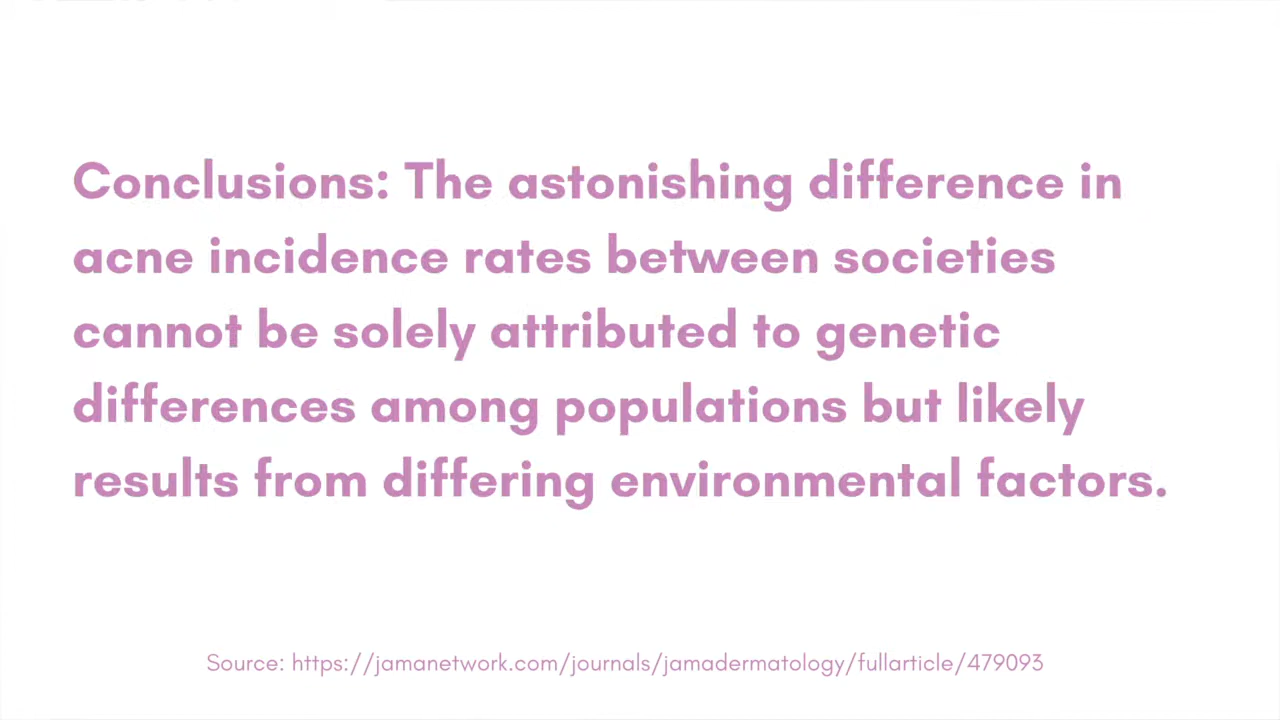 Conclusions: The astonishing difference in
acne incidence rates between societies
cannot be solely attributed to genetic
differences among populations but likely
results from differing environmental factors.
Source: https://jamanetwork.com/journals/jamadermatology/fullarticle/479093